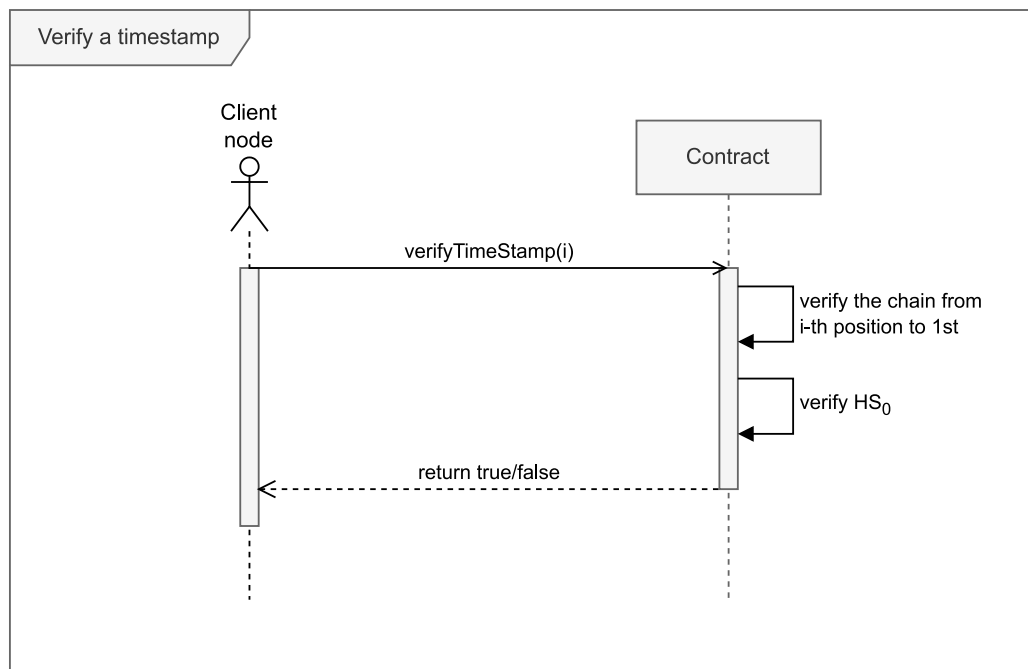 Verify a timestamp
Client
node
Contract
verifyTimeStamp(i)
verify the chain from
i-th position to 1st
verify HS₀
return true/false